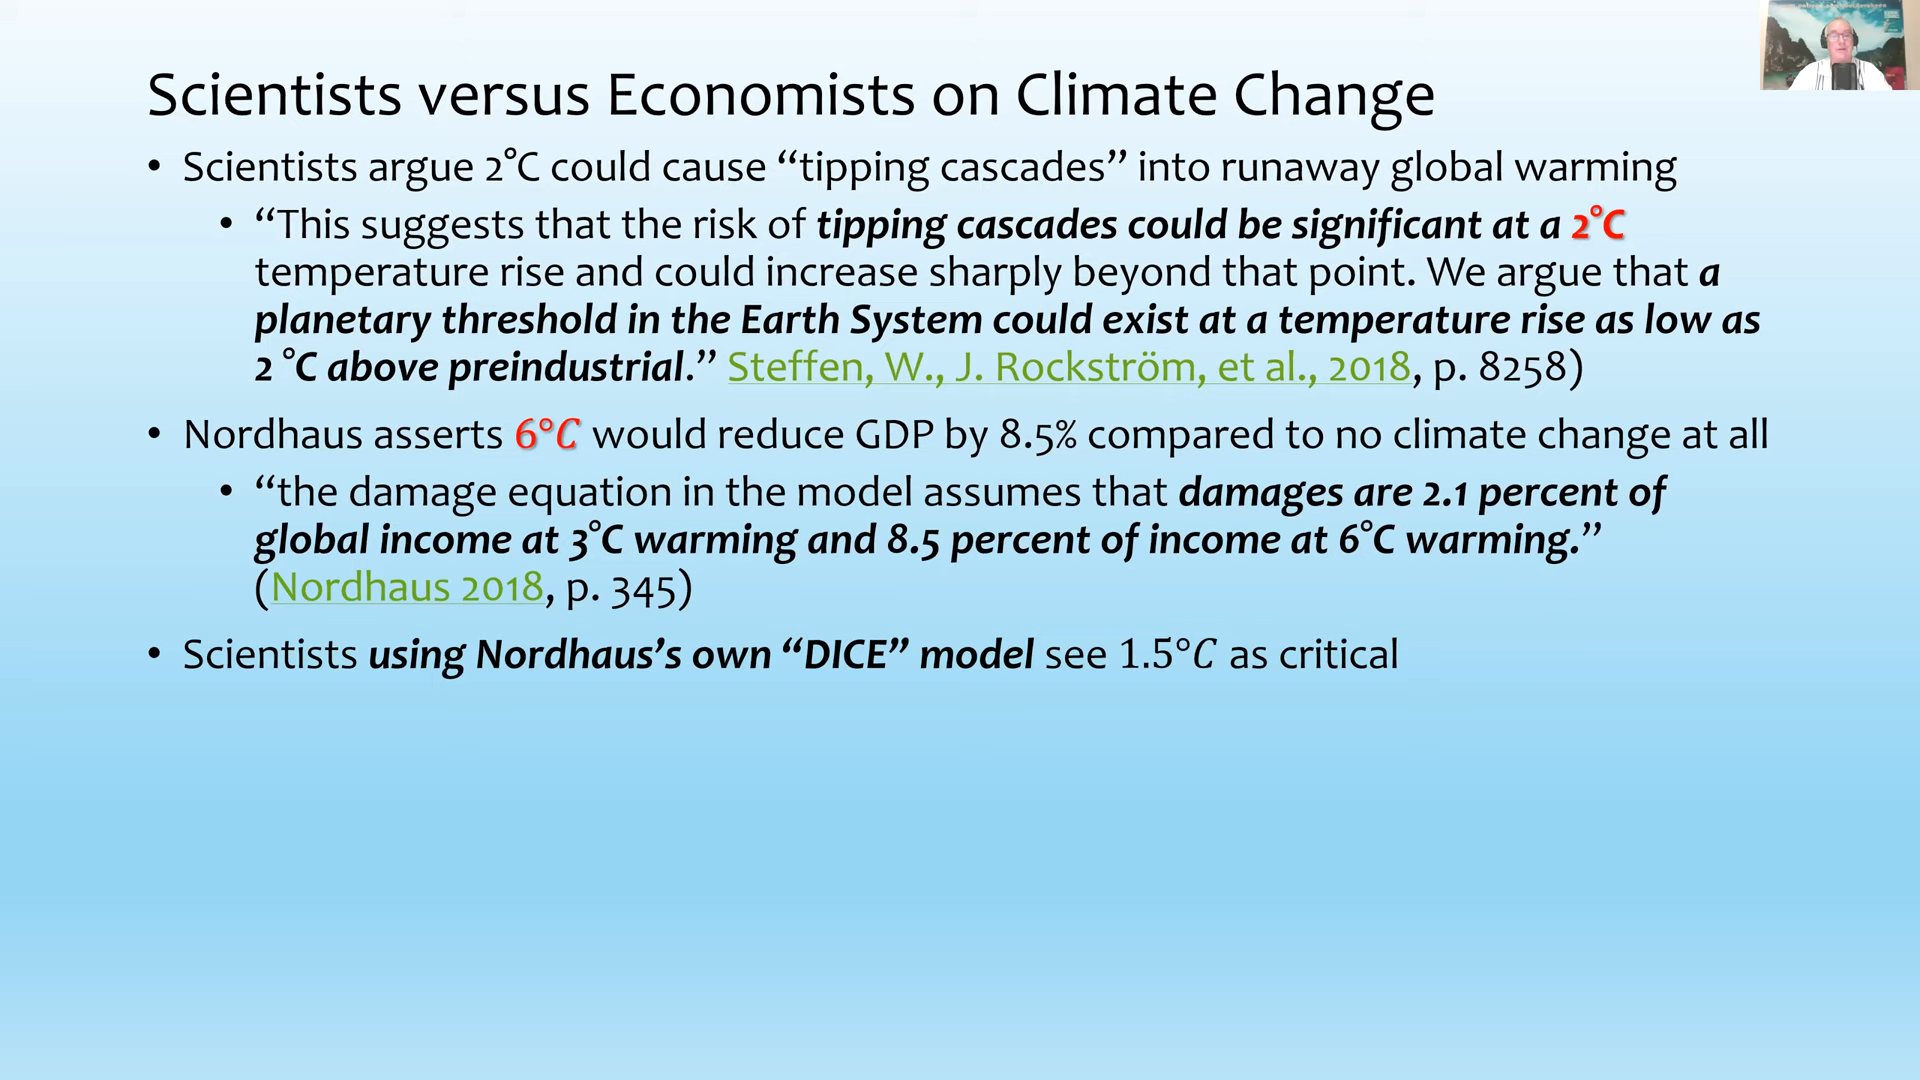 Scientists versus Economists on Climate Change
• Scientists argue 2°C could cause “tipping cascades” into runaway global warming
• “This suggests that the risk of tipping cascades could be significant at a 2°C
temperature rise and could increase sharply beyond that point. We argue that a
planetary threshold in the Earth System could exist at a temperature rise as low as
2 °C above preindustrial.” Steffen, W., J. Rockström, et al., 2018, p. 8258)
• Nordhaus asserts 6°C would reduce GDP by 8.5% compared to no climate change at all
• “the damage equation in the model assumes that damages are 2.1 percent of
global income at 3°C warming and 8.5 percent of income at 6°C warming.”
(Nordhaus 2018, p. 345)
• Scientists using Nordhaus’s own “DICE” model see 1.5°C as critical